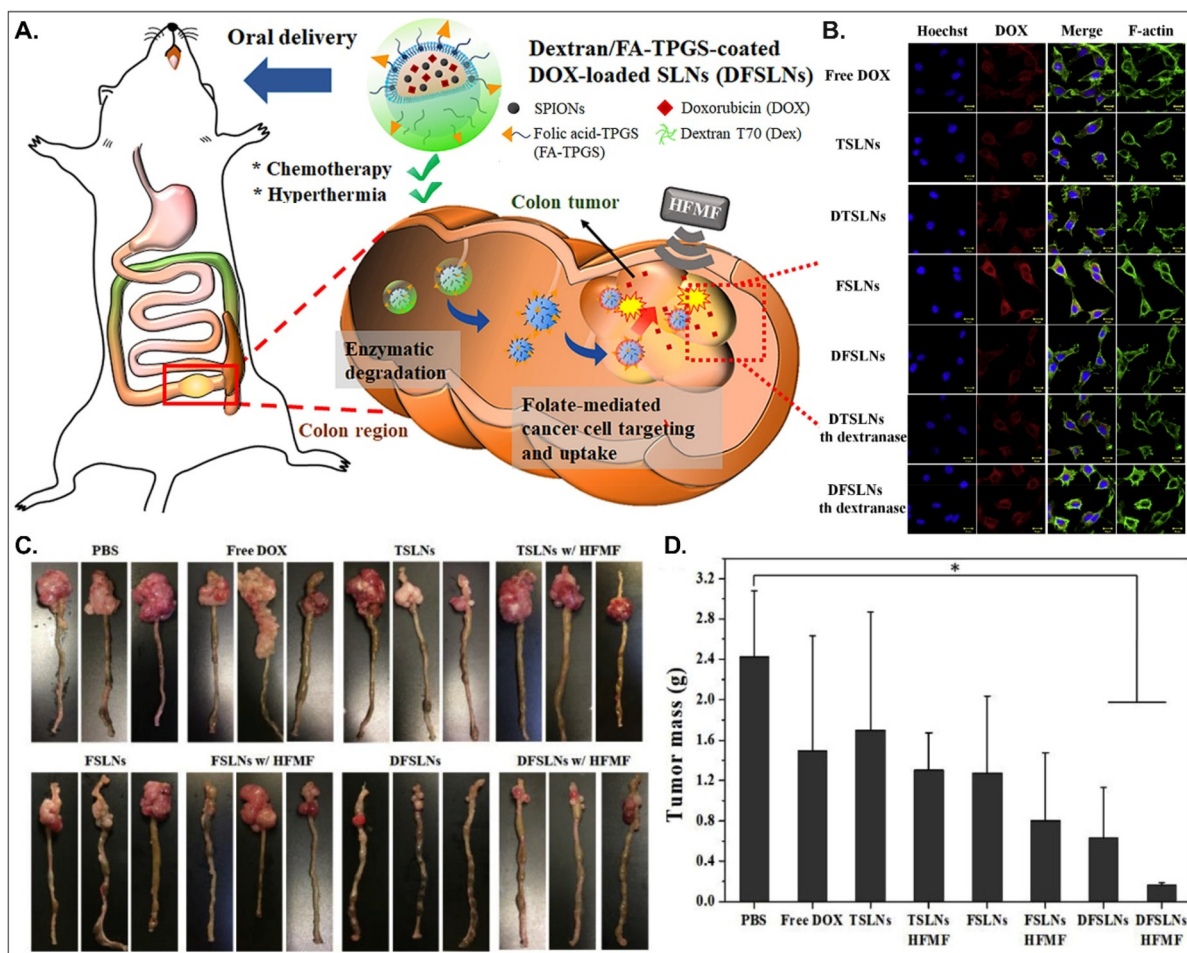 A.
Oral delivery
Dextran/FA-TPGS-coated
DOX-loaded SLNs (DFSLNs)
SPIONs
Doxorubicin (DOX)
Folic acid-TPGS
(FA-TPGS)
Dextran T70 (Dex)
* Chemotherapy
* Hyperthermia
Colon tumor
HFMF
Enzymatic
degradation
Folate-mediated
cancer cell targeting
and uptake
Colon region
B.
Hoechst DOX Merge F-actin
Free DOX
TSLNs
DTSLNs
FSLNs
DFSLNs
DTSLNs
th dextranase
DFSLNs
th dextranase
C.
PBS Free DOX TSLNs TSLNs w/ HFMF
FSLNs FSLNs w/ HFMF DFSLNs DFSLNs w/ HFMF
D.
Tumor mass (g)
3.2
2.8
2.4
2.0
1.6
1.2
0.8
0.4
0.0
*
PBS Free DOX TSLNs TSLNs FSLNs FSLNs DFSLNs DFSLNs
HFMF HFMF HFMF